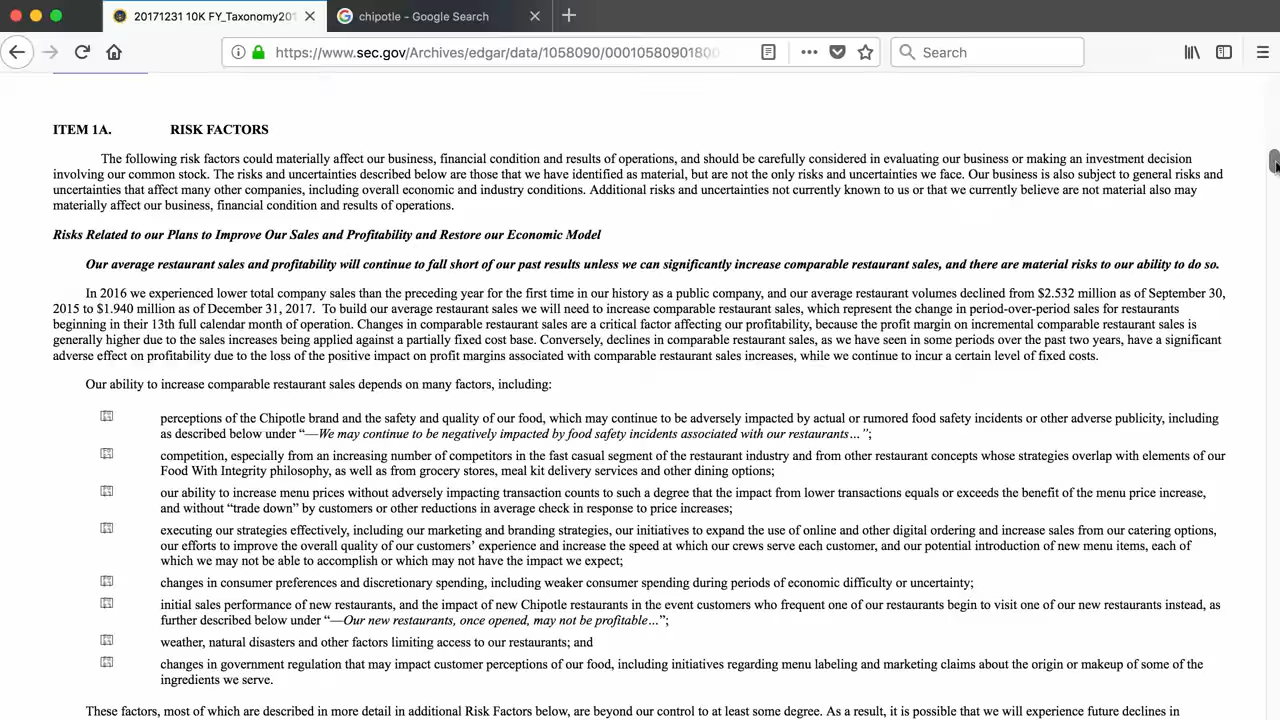 20171231 10K FY_Taxonomy201
chipotle - Google Search
https://www.sec.gov/Archives/edgar/data/1058090/00010580901800
Search
ITEM 1A. RISK FACTORS
The following risk factors could materially affect our business, financial condition and results of operations, and should be carefully considered in evaluating our business or making an investment decision
involving our common stock. The risks and uncertainties described below are those that we have identified as material, but are not the only risks and uncertainties we face. Our business is also subject to general risks and
uncertainties that affect many other companies, including overall economic and industry conditions. Additional risks and uncertainties not currently known to us or that we currently believe are not material also may
materially affect our business, financial condition and results of operations.
Risks Related to our Plans to Improve Our Sales and Profitability and Restore our Economic Model
Our average restaurant sales and profitability will continue to fall short of our past results unless we can significantly increase comparable restaurant sales, and there are material risks to our ability to do so.
In 2016 we experienced lower total company sales than the preceding year for the first time in our history as a public company, and our average restaurant volumes declined from $2.532 million as of September 30,
2015 to $1.940 million as of December 31, 2017. To build our average restaurant sales we will need to increase comparable restaurant sales, which represent the change in period-over-period sales for restaurants
beginning in their 13th full calendar month of operation. Changes in comparable restaurant sales are a critical factor affecting our profitability, because the profit margin on incremental comparable restaurant sales is
generally higher due to the sales increases being applied against a partially fixed cost base. Conversely, declines in comparable restaurant sales, as we have seen in some periods over the past two years, have a significant
adverse effect on profitability due to the loss of the positive impact on profit margins associated with comparable restaurant sales increases, while we continue to incur a certain level of fixed costs.
Our ability to increase comparable restaurant sales depends on many factors, including:
perceptions of the Chipotle brand and the safety and quality of our food, which may continue to be adversely impacted by actual or rumored food safety incidents or other adverse publicity, including
as described below under “—We may continue to be negatively impacted by food safety incidents associated with our restaurants…”;
competition, especially from an increasing number of competitors in the fast casual segment of the restaurant industry and from other restaurant concepts whose strategies overlap with elements of our
Food With Integrity philosophy, as well as from grocery stores, meal kit delivery services and other dining options;
our ability to increase menu prices without adversely impacting transaction counts to such a degree that the impact from lower transactions equals or exceeds the benefit of the menu price increase,
and without “trade down” by customers or other reductions in average check in response to price increases;
executing our strategies effectively, including our marketing and branding strategies, our initiatives to expand the use of online and other digital ordering and increase sales from our catering options,
our efforts to improve the overall quality of our customers’ experience and increase the speed at which our crews serve each customer, and our potential introduction of new menu items, each of
which we may not be able to accomplish or which may not have the impact we expect;
changes in consumer preferences and discretionary spending, including weaker consumer spending during periods of economic difficulty or uncertainty;
initial sales performance of new restaurants, and the impact of new Chipotle restaurants in the event customers who frequent one of our restaurants begin to visit one of our new restaurants instead, as
further described below under “—Our new restaurants, once opened, may not be profitable…”;
weather, natural disasters and other factors limiting access to our restaurants; and
changes in government regulation that may impact customer perceptions of our food, including initiatives regarding menu labeling and marketing claims about the origin or makeup of some of the
ingredients we serve.
These factors, most of which are described in more detail in additional Risk Factors below, are beyond our control to at least some degree. As a result, it is possible that we will experience future declines in